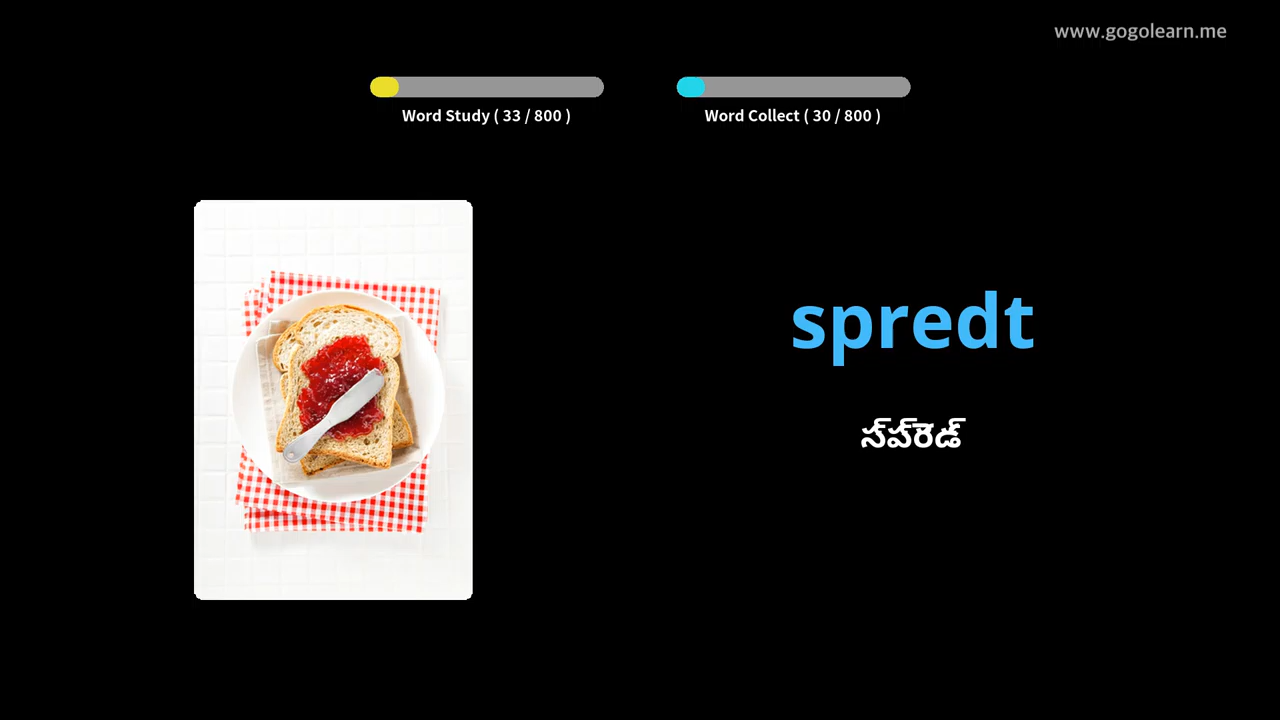 www.gogolearn.me
Word Study ( 33 / 800 )
Word Collect ( 30 / 800 )
spredt
స్‌ప్‌రెడ్